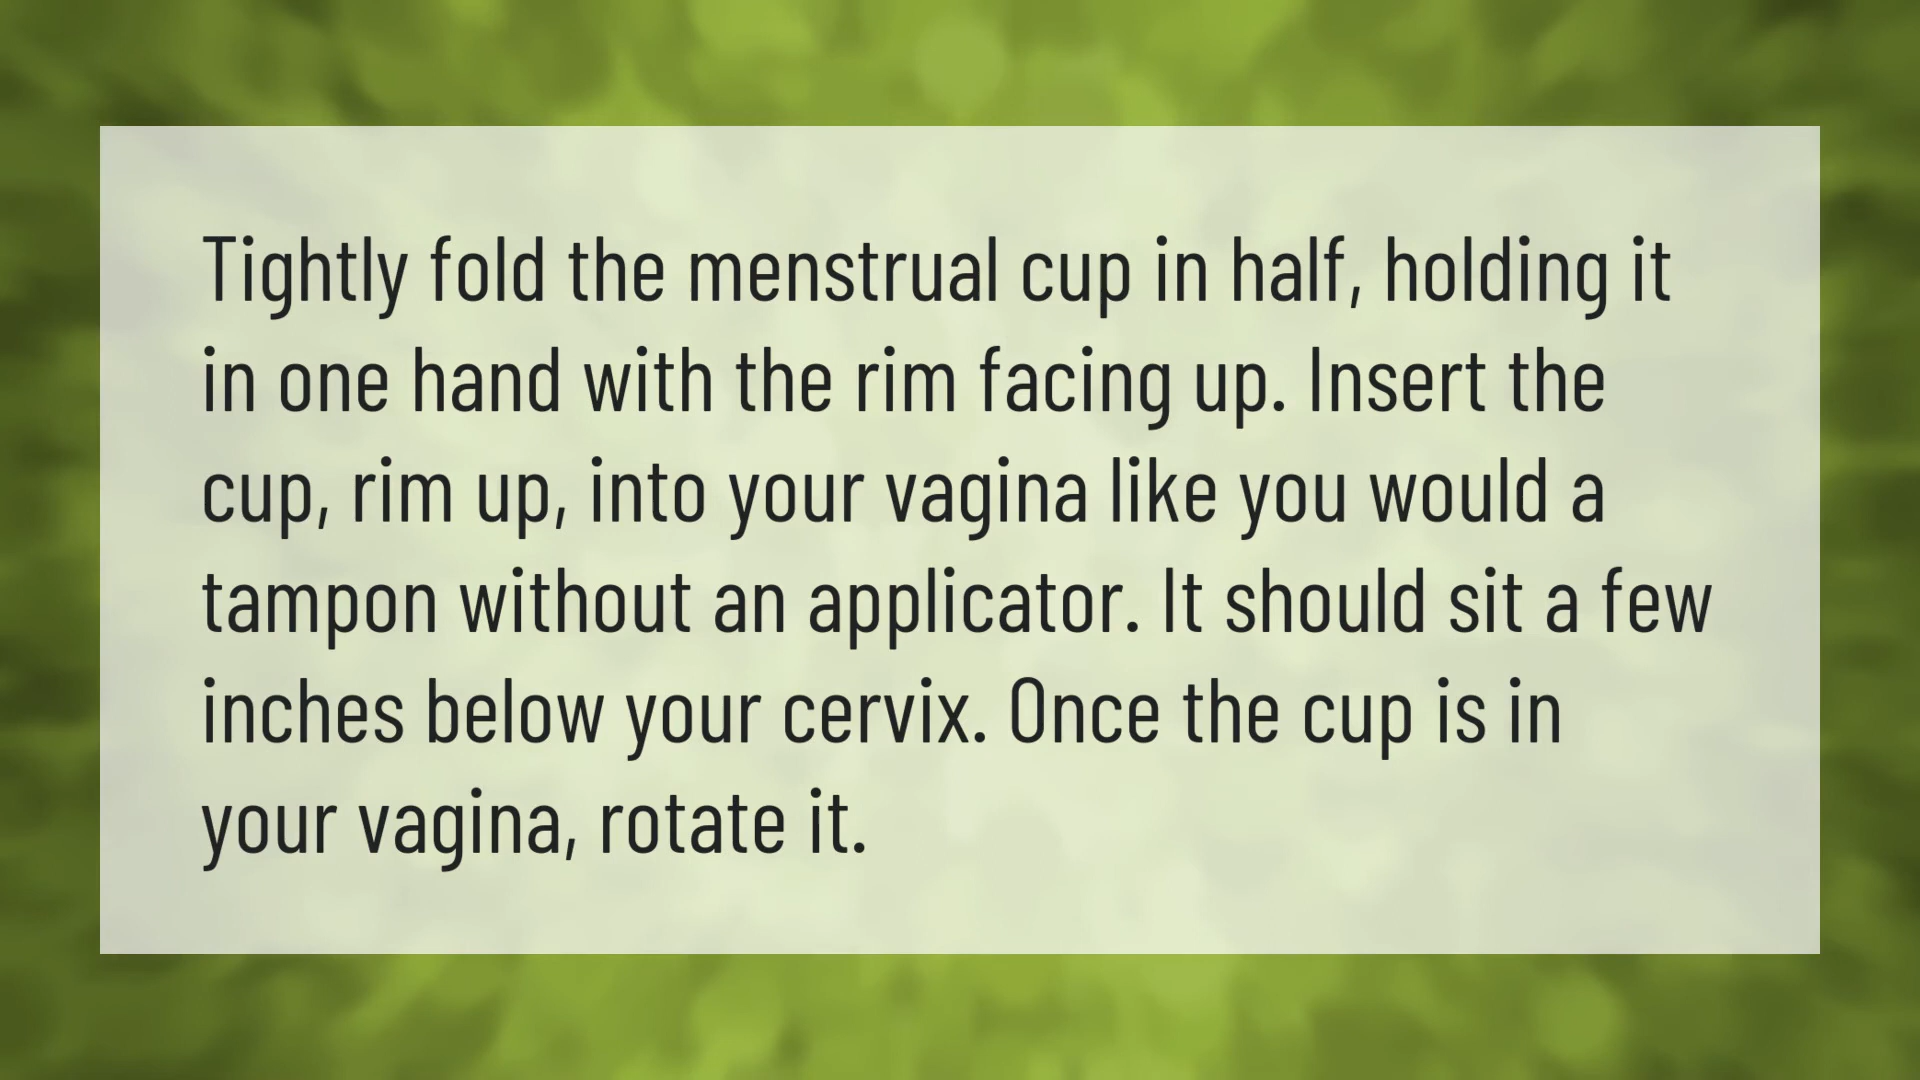 Tightly fold the menstrual cup in half, holding it
in one hand with the rim facing up. Insert the
cup, rim up, into your vagina like you would a
tampon without an applicator. It should sit a few
inches below your cervix. Once the cup is in
your vagina, rotate it.